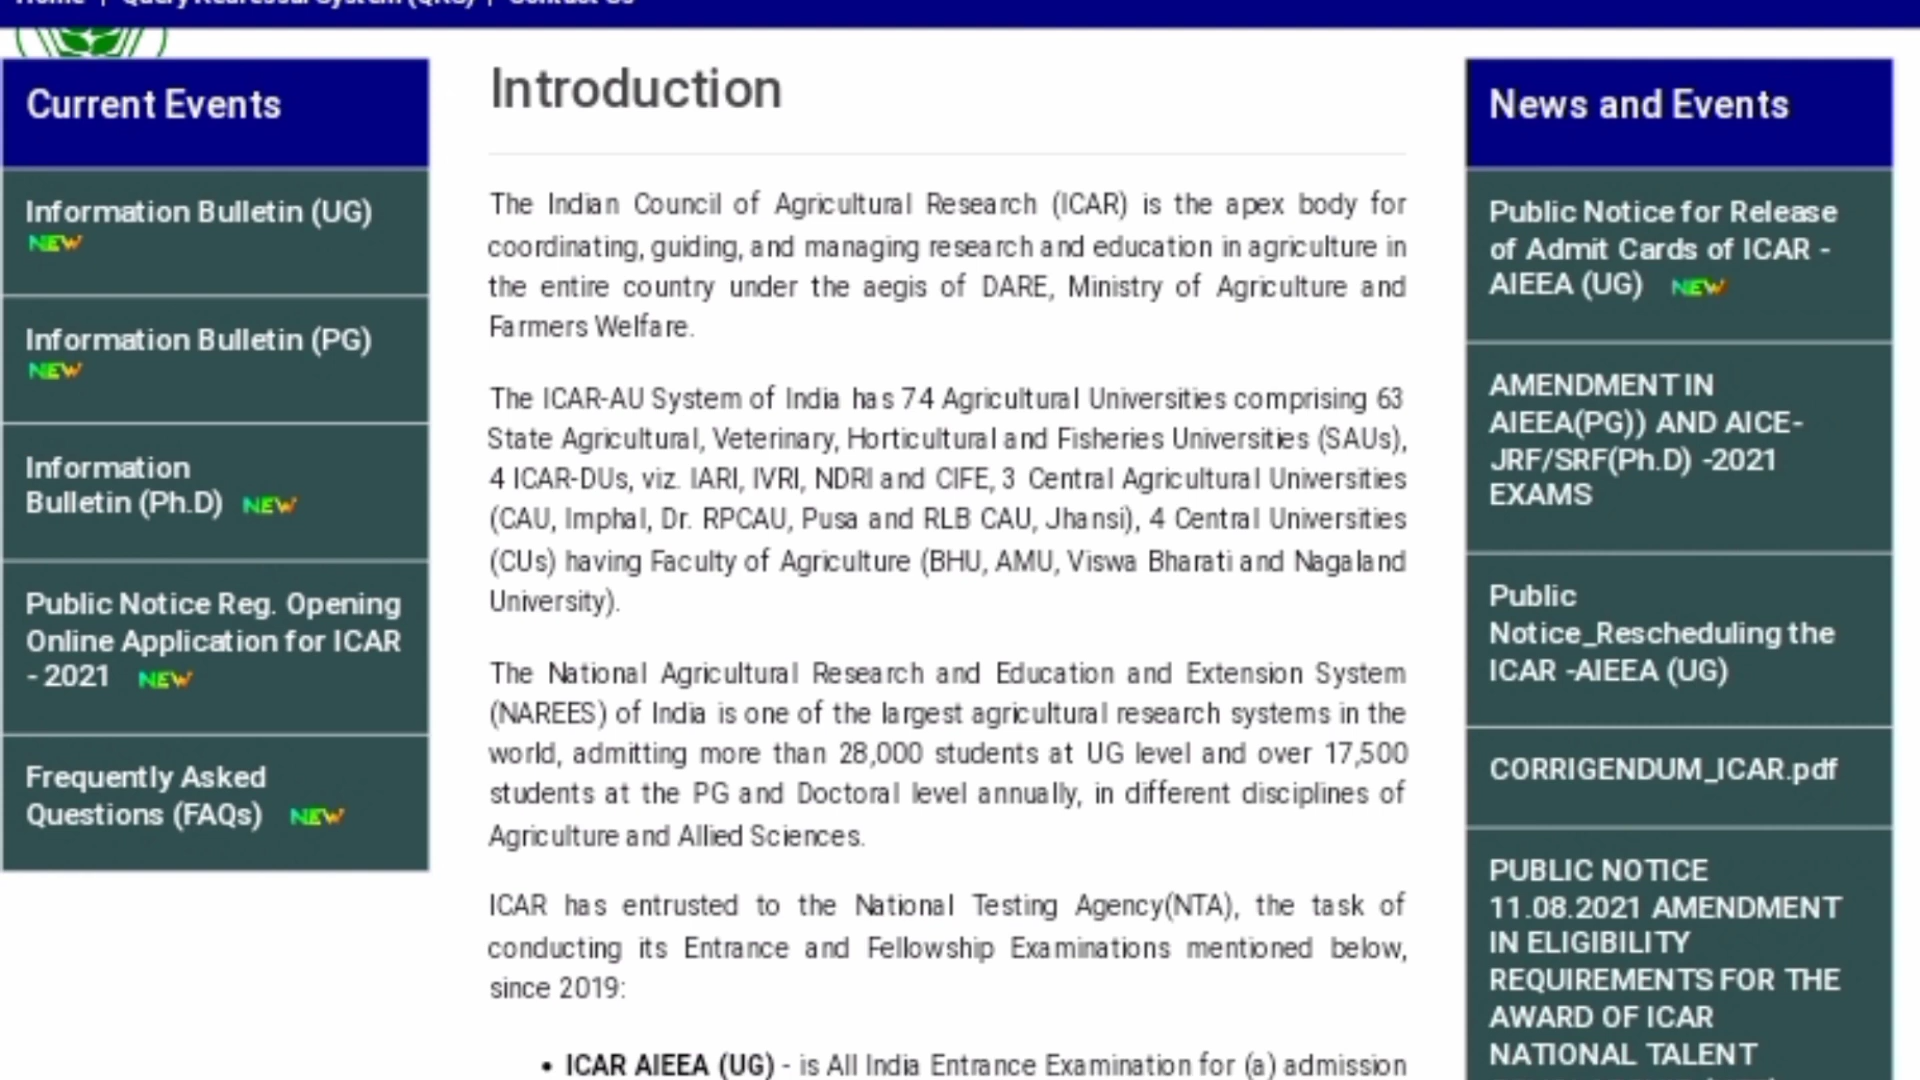 Home | Query Redressal System (QRS) | Contact Us
Current Events
Information Bulletin (UG)
NEW
Information Bulletin (PG)
NEW
Information
Bulletin (Ph.D) NEW
Public Notice Reg. Opening
Online Application for ICAR
- 2021 NEW
Frequently Asked
Questions (FAQs) NEW
Introduction
The Indian Council of Agricultural Research (ICAR) is the apex body for
coordinating, guiding, and managing research and education in agriculture in
the entire country under the aegis of DARE, Ministry of Agriculture and
Farmers Welfare.
The ICAR-AU System of India has 74 Agricultural Universities comprising 63
State Agricultural, Veterinary, Horticultural and Fisheries Universities (SAUs),
4 ICAR-DUs, viz. IARI, IVRI, NDRI and CIFE, 3 Central Agricultural Universities
(CAU, Imphal, Dr. RPCAU, Pusa and RLB CAU, Jhansi), 4 Central Universities
(CUs) having Faculty of Agriculture (BHU, AMU, Viswa Bharati and Nagaland
University).
The National Agricultural Research and Education and Extension System
(NAREES) of India is one of the largest agricultural research systems in the
world, admitting more than 28,000 students at UG level and over 17,500
students at the PG and Doctoral level annually, in different disciplines of
Agriculture and Allied Sciences.
ICAR has entrusted to the National Testing Agency(NTA), the task of
conducting its Entrance and Fellowship Examinations mentioned below,
since 2019:
• ICAR AIEEA (UG) - is All India Entrance Examination for (a) admission
News and Events
Public Notice for Release
of Admit Cards of ICAR -
AIEEA (UG) NEW
AMENDMENT IN
AIEEA(PG)) AND AICE-
JRF/SRF(Ph.D) -2021
EXAMS
Public
Notice_Rescheduling the
ICAR -AIEEA (UG)
CORRIGENDUM_ICAR.pdf
PUBLIC NOTICE
11.08.2021 AMENDMENT
IN ELIGIBILITY
REQUIREMENTS FOR THE
AWARD OF ICAR
NATIONAL TALENT